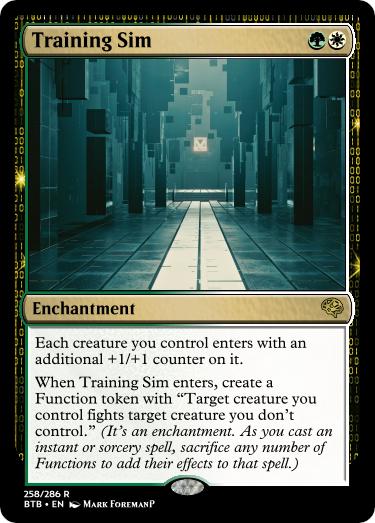 Training Sim
Enchantment
Each creature you control enters with an
additional +1/+1 counter on it.
When Training Sim enters, create a
Function token with “Target creature you
control fights target creature you don’t
control.” (It’s an enchantment. As you cast an
instant or sorcery spell, sacrifice any number of
Functions to add their effects to that spell.)
258/286 R
BTB • EN Mark ForemanP